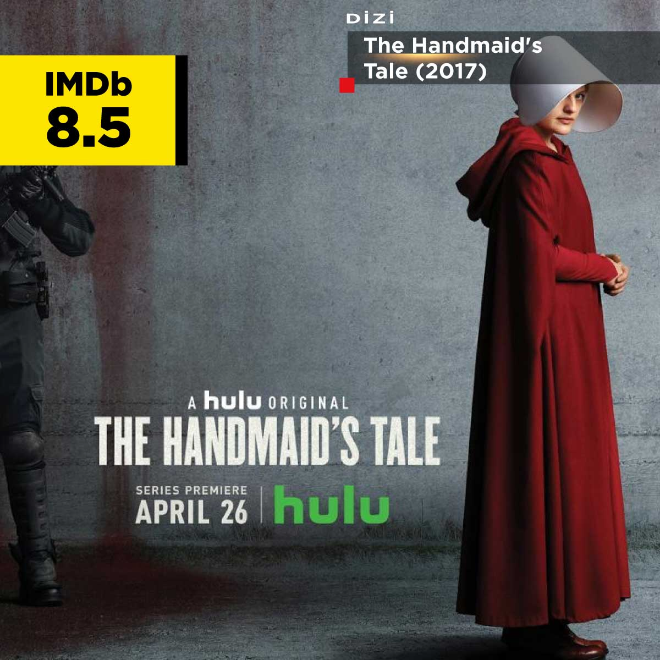 DIZI
The Handmaid's
Tale (2017)
IMDb
8.5
A hulu ORIGINAL
THE HANDMAID'S TALE
SERIES PREMIERE
APRIL 26
hulu